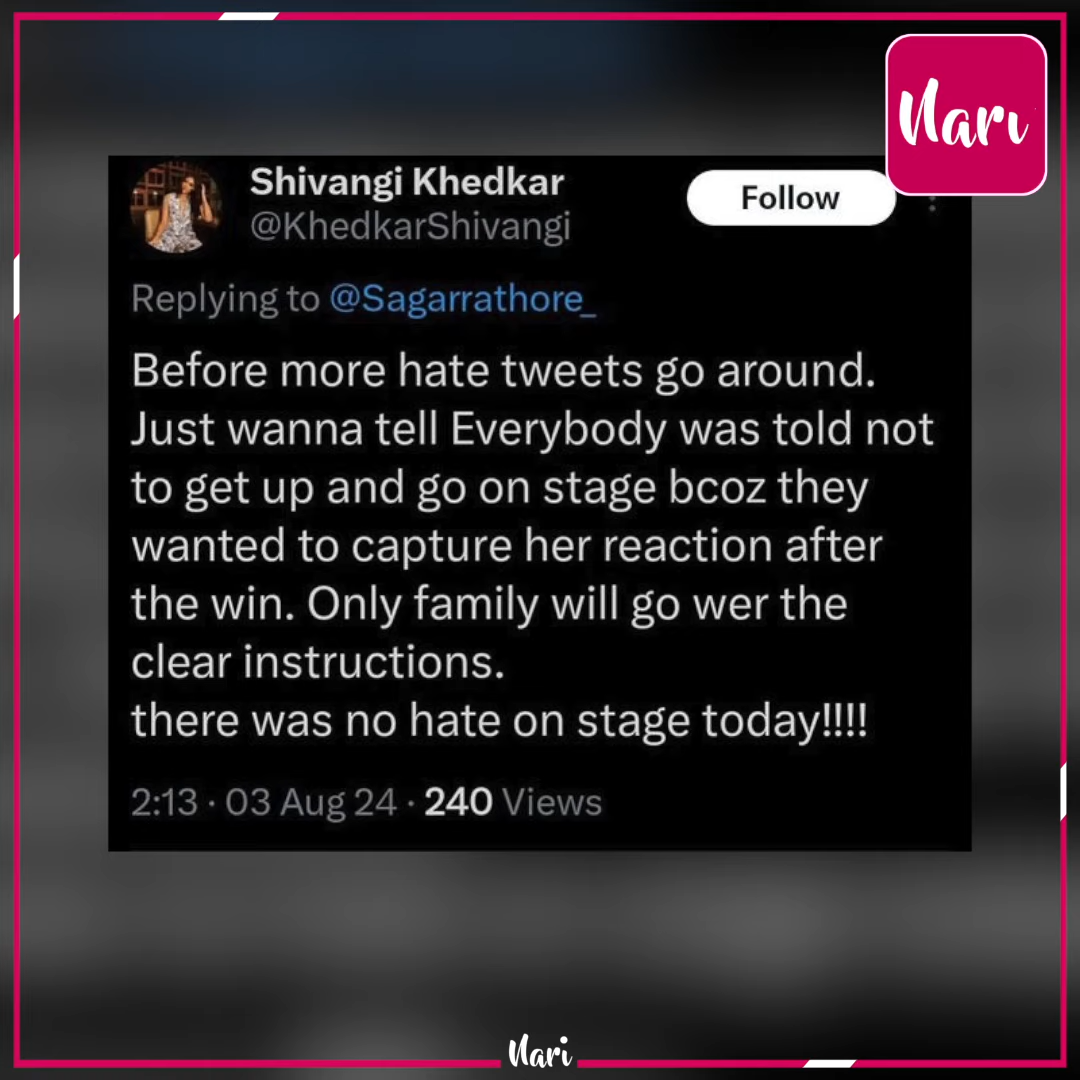 Nari
Shivangi Khedkar
@KhedkarShivangi
Follow
Replying to @Sagarrathore_
Before more hate tweets go around.
Just wanna tell Everybody was told not
to get up and go on stage bcoz they
wanted to capture her reaction after
the win. Only family will go wer the
clear instructions.
there was no hate on stage today!!!!
2:13 · 03 Aug 24 · 240 Views
Nari